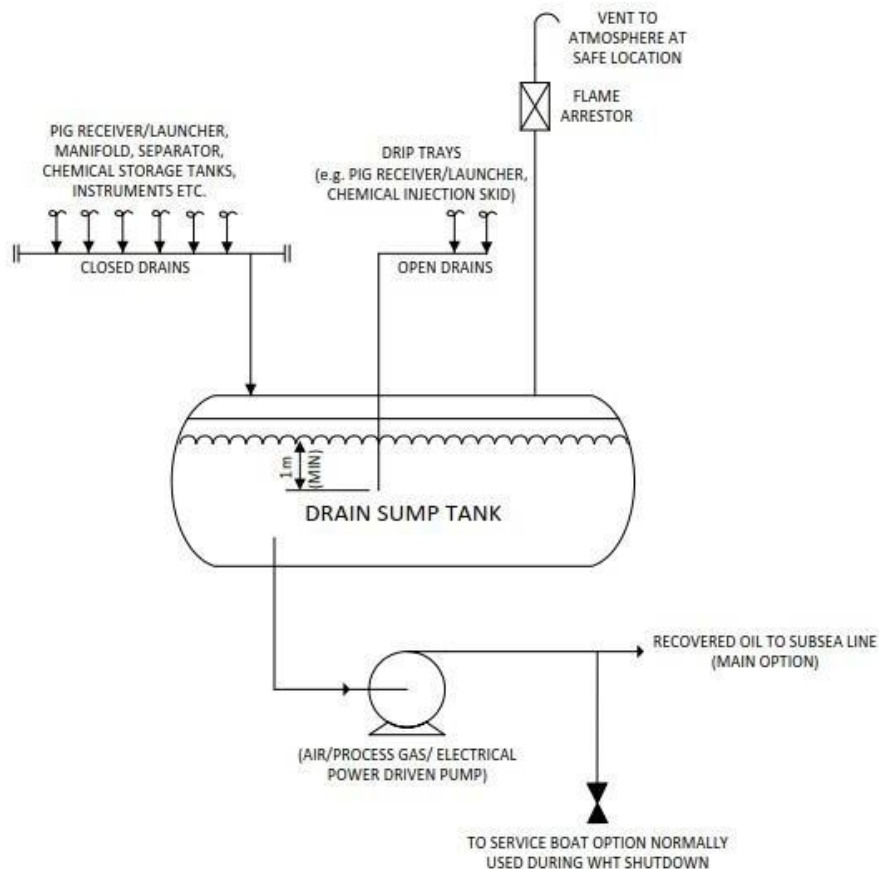 VENT TO
ATMOSPHERE AT
SAFE LOCATION
FLAME
ARRESTOR
PIG RECEIVER/LAUNCHER,
MANIFOLD, SEPARATOR,
CHEMICAL STORAGE TANKS,
INSTRUMENTS ETC.
DRIP TRAYS
(e.g. PIG RECEIVER/LAUNCHER,
CHEMICAL INJECTION SKID)
CLOSED DRAINS
OPEN DRAINS
1m
(MIN)
DRAIN SUMP TANK
RECOVERED OIL TO SUBSEA LINE
(MAIN OPTION)
(AIR/PROCESS GAS/ ELECTRICAL
POWER DRIVEN PUMP)
TO SERVICE BOAT OPTION NORMALLY
USED DURING WHT SHUTDOWN